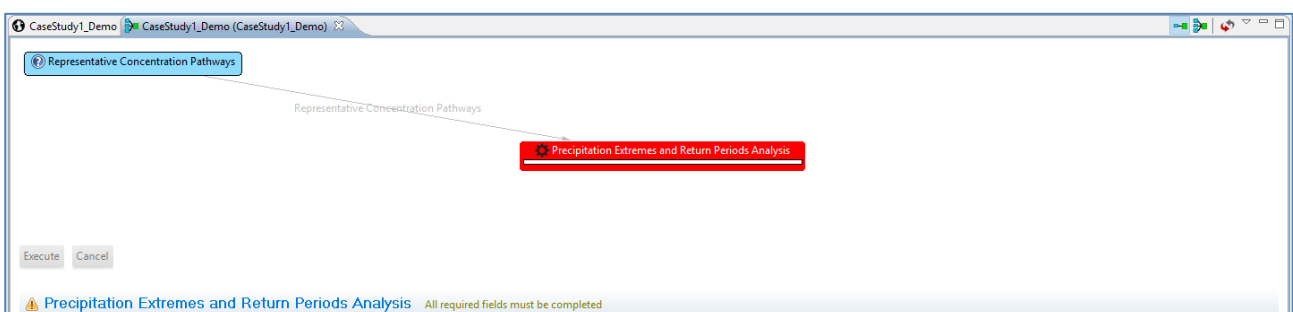 CaseStudy1_Demo CaseStudy1_Demo (CaseStudy1_Demo)
Representative Concentration Pathways
Representative Concentration Pathways
Precipitation Extremes and Return Periods Analysis
Execute Cancel
Precipitation Extremes and Return Periods Analysis All required fields must be completed